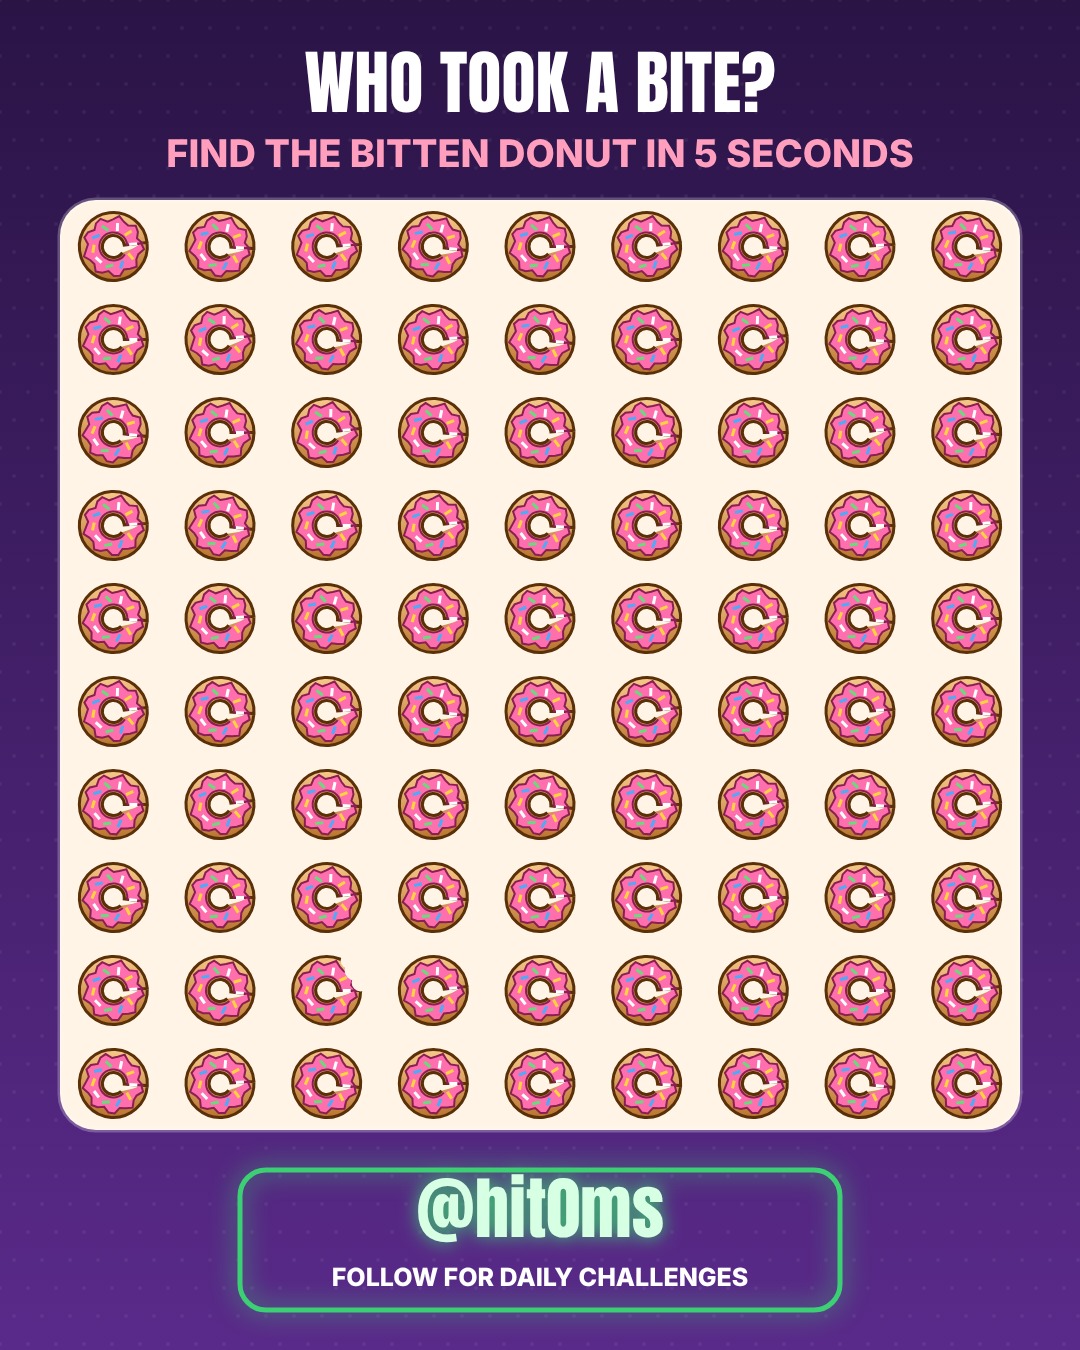 WHO TOOK A BITE?
FIND THE BITTEN DONUT IN 5 SECONDS
@hit0ms
FOLLOW FOR DAILY CHALLENGES